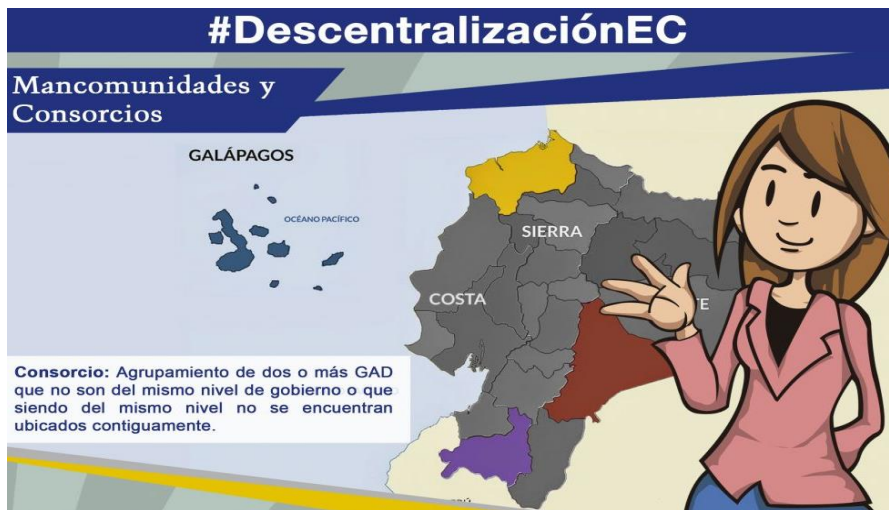 #DescentralizaciónEC
Mancomunidades y
Consorcios
GALÁPAGOS
OCÉANO PACÍFICO
SIERRA
COSTA
Consorcio: Agrupamiento de dos o más GAD
que no son del mismo nivel de gobierno o que
siendo del mismo nivel no se encuentran
ubicados contiguamente.